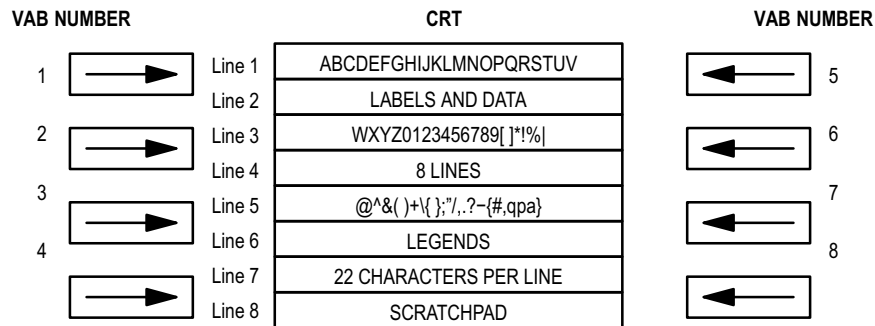 VAB NUMBER CRT VAB NUMBER
Line 1 ABCDEFGHIJKLMNOPQRSTUV
1 5
Line 2 LABELS AND DATA
2 Line 3 WXYZ0123456789[ ]*!%| 6
Line 4 8 LINES
3 7
Line 5 @^&( )+\{ };”/,.?−{#,qpa}
4 Line 6 LEGENDS 8
Line 7 22 CHARACTERS PER LINE
Line 8 SCRATCHPAD